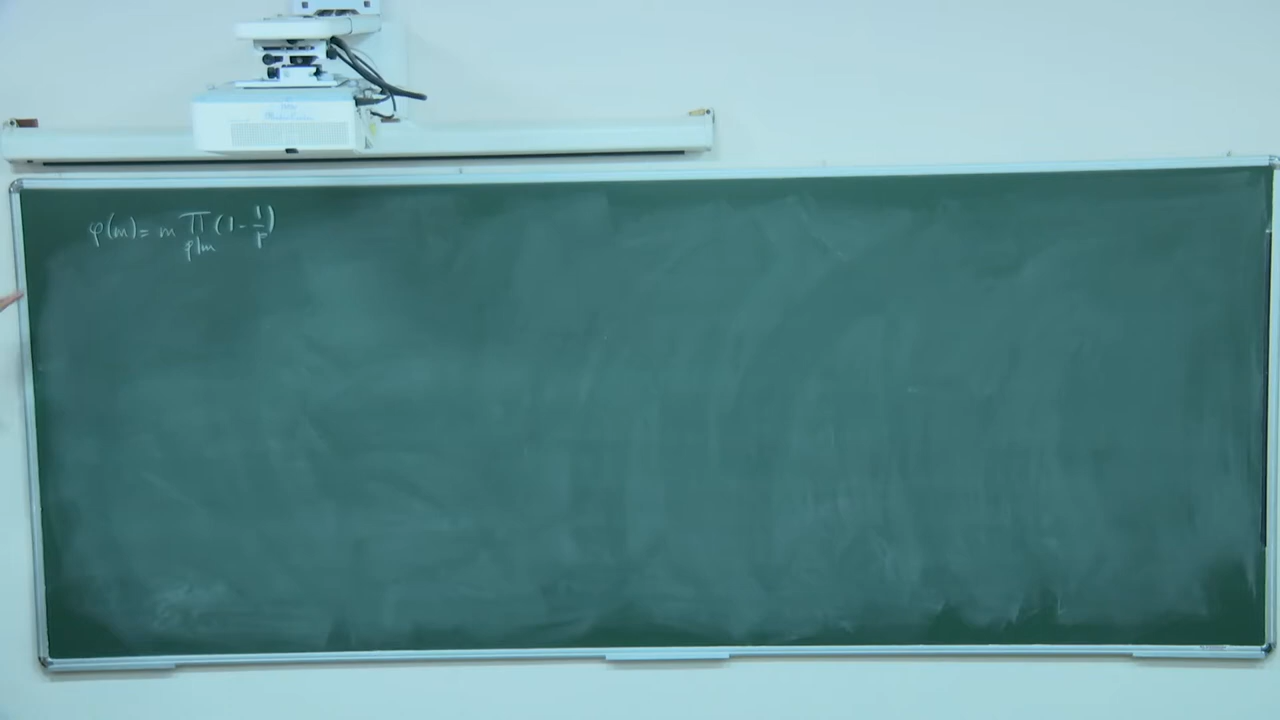 φ(m) = m ∏ (1 - 1/p)
p|m